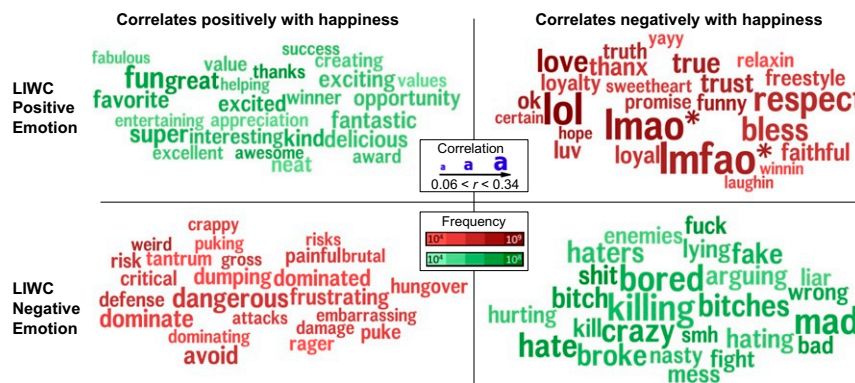 Correlates positively with happiness
Correlates negatively with happiness
LIWC
Positive
Emotion
fabulous
success
value
thanks
creating
fun
great
helping
exciting
values
favorite
excited
winner
opportunity
entertaining
appreciation
fantastic
super
interesting
kind
delicious
excellent
awesome
award
neat
yayy
truth
love
thanx
true
relaxin
loyalty
sweetheart
trust
freestyle
ok
lol
promise
funny
respect
certain
hope
lmao*
bless
luv
loyal
lmfao*
faithful
winnin
laughin
Correlation
a a a
0.06 < r < 0.34
Frequency
10⁴
10⁴
LIWC
Negative
Emotion
crappy
weird
puking
risks
risk
tantrum
gross
painful
brutal
critical
dumping
dominated
hungover
defense
dangerous
frustrating
dominate
attacks
embarrassing
damage
puke
dominating
rager
avoid
fuck
enemies
haters
lying
fake
shit
bored
arguing
liar
bitch
killing
bitches
wrong
hurting
kill
crazy
smh
hating
mad
hate
broke
nasty
fight
bad
mess